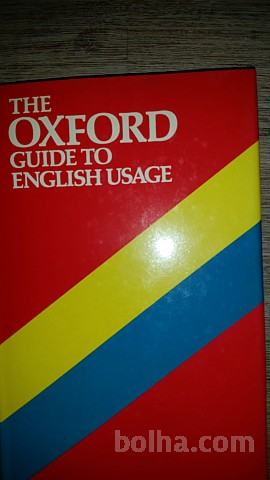 THE
OXFORD
GUIDE TO
ENGLISH USAGE
bolha.com